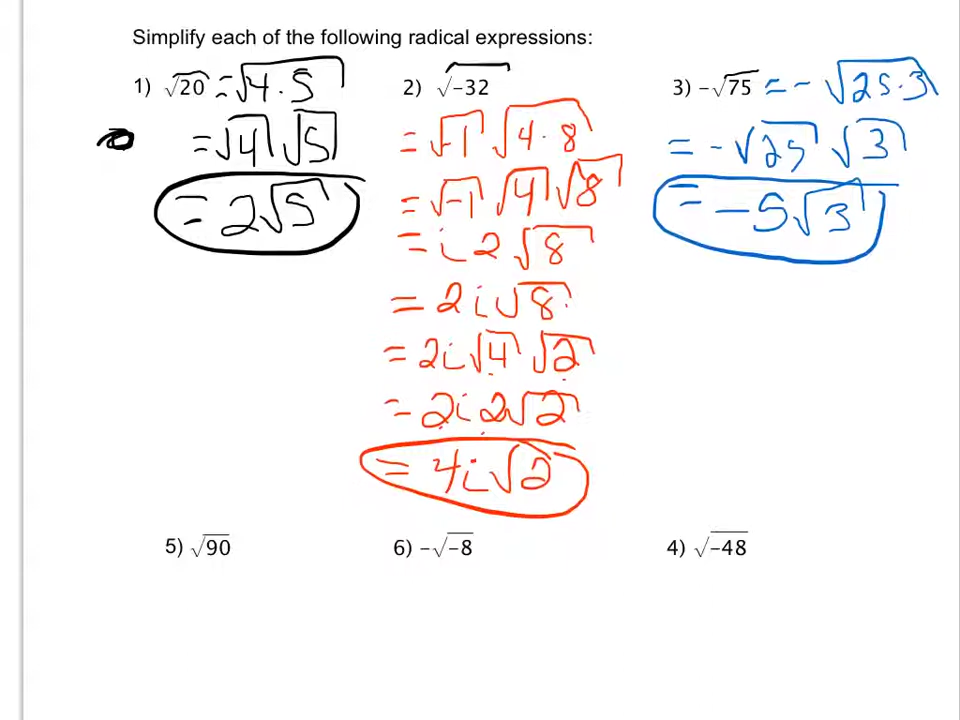 Simplify each of the following radical expressions:
1) √20 = √4·5
= √4 √5
= 2√5
2) √-32
= √-1 √4·8
= √-1 √4 √8
= i 2 √8
= 2i√8
= 2i√4 √2
= 2i 2√2
= 4i√2
3) -√75 = -√25·3
= -√25 √3
= -5√3
5) √90
6) -√-8
4) √-48